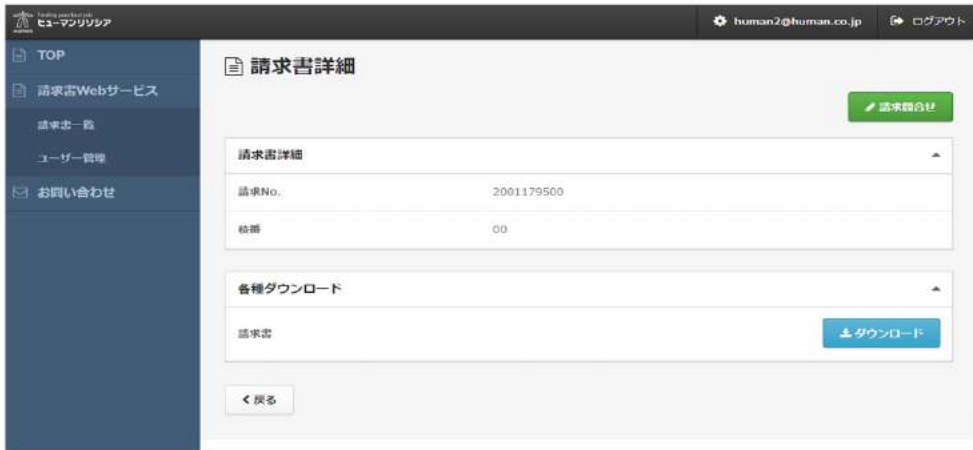 ヒューマンリソシア
human2@human.co.jp
ログアウト
TOP
請求書Webサービス
請求書一覧
ユーザー管理
お問い合わせ
請求書詳細
請求問合せ
請求書詳細
請求No.
2001179500
枝番
00
各種ダウンロード
請求書
ダウンロード
戻る